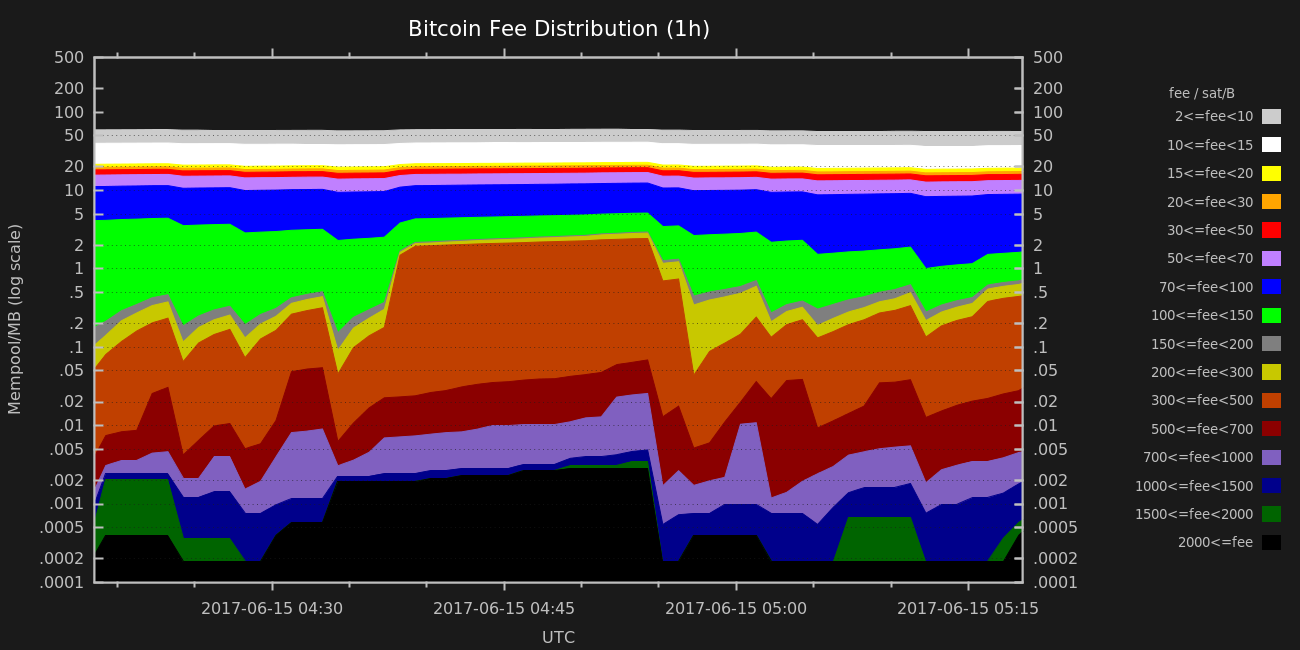 Bitcoin Fee Distribution (1h)
Mempool/MB (log scale)
500
200
100
50
20
10
5
2
1
.5
.2
.1
.05
.02
.01
.005
.002
.001
.0005
.0002
.0001
500
200
100
50
20
10
5
2
1
.5
.2
.1
.05
.02
.01
.005
.002
.001
.0005
.0002
.0001
2017-06-15 04:30 2017-06-15 04:45 2017-06-15 05:00 2017-06-15 05:15
UTC
fee / sat/B
2<=fee<10
10<=fee<15
15<=fee<20
20<=fee<30
30<=fee<50
50<=fee<70
70<=fee<100
100<=fee<150
150<=fee<200
200<=fee<300
300<=fee<500
500<=fee<700
700<=fee<1000
1000<=fee<1500
1500<=fee<2000
2000<=fee